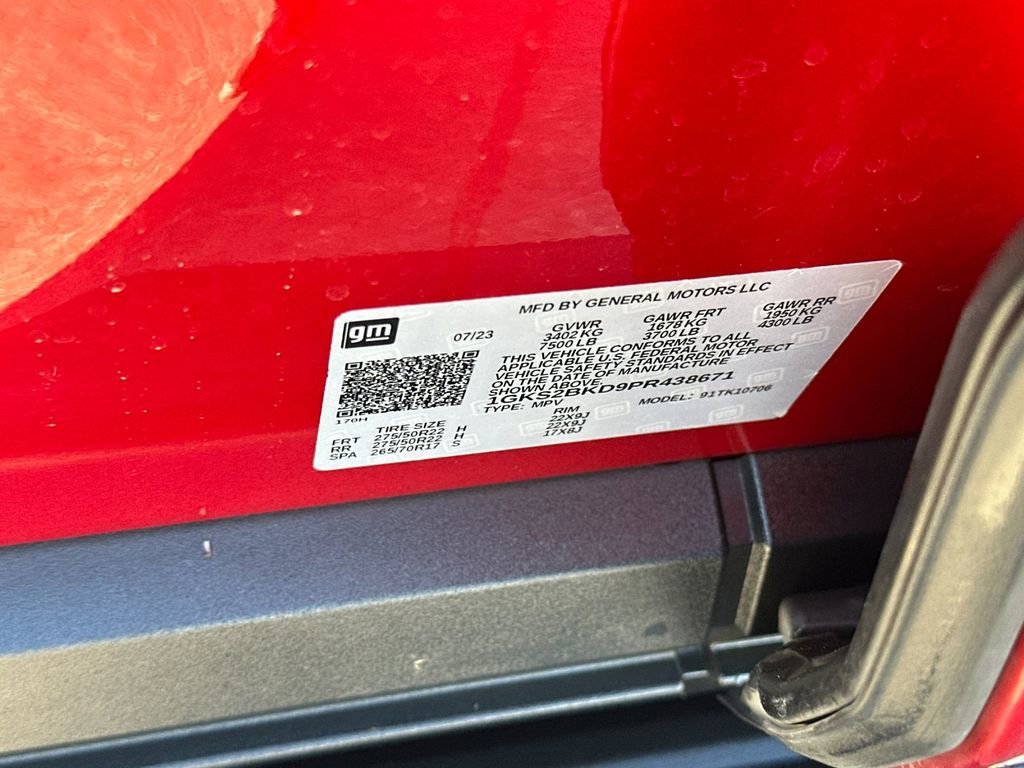 gm
MFD BY GENERAL MOTORS LLC
07/23
GVWR GAWR FRT GAWR RR
3402 KG 1678 KG 1950 KG
7500 LB 3700 LB 4300 LB
THIS VEHICLE CONFORMS TO ALL
APPLICABLE U.S. FEDERAL MOTOR
VEHICLE SAFETY STANDARDS IN EFFECT
ON THE DATE OF MANUFACTURE
SHOWN ABOVE.
1GKS2BKD9PR438671
TYPE: MPV MODEL: 91TK10706
170H
TIRE SIZE RIM
FRT 275/50R22 H 22X9J
RR 275/50R22 H 22X9J
SPA 265/70R17 S 17X8J